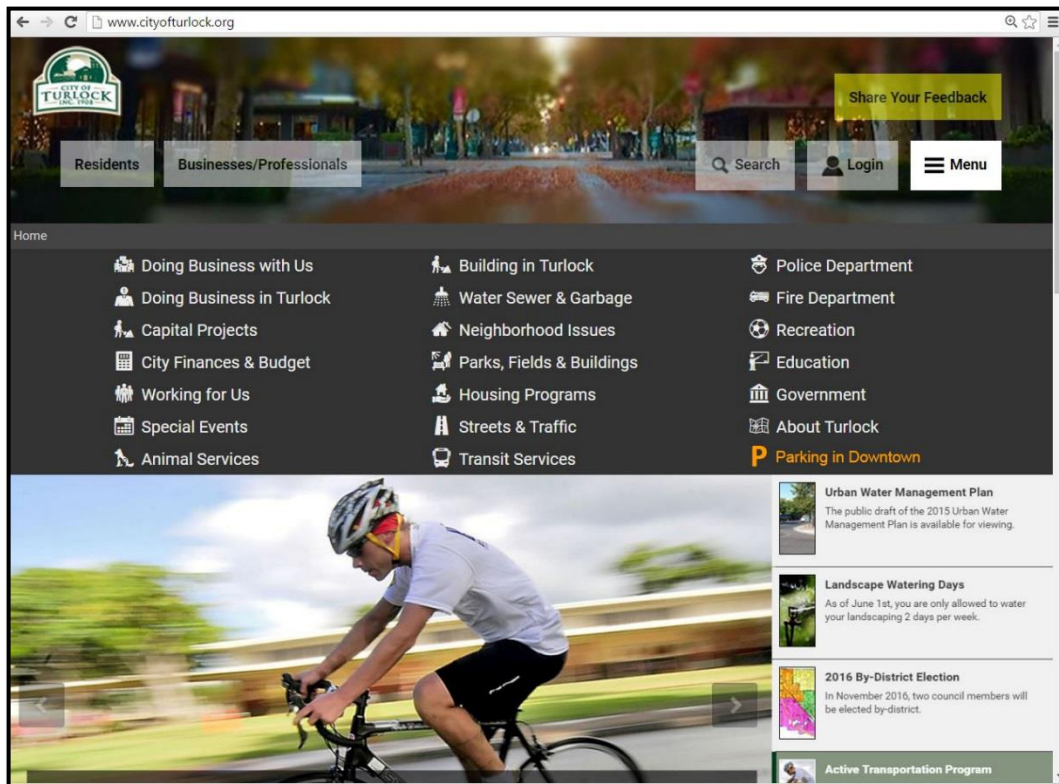 www.cityofturlock.org
CITY OF
TURLOCK
INC. 1908
Share Your Feedback
Residents
Businesses/Professionals
Search
Login
Menu
Home
Doing Business with Us
Building in Turlock
Police Department
Doing Business in Turlock
Water Sewer & Garbage
Fire Department
Capital Projects
Neighborhood Issues
Recreation
City Finances & Budget
Parks, Fields & Buildings
Education
Working for Us
Housing Programs
Government
Special Events
Streets & Traffic
About Turlock
Animal Services
Transit Services
P Parking in Downtown
Urban Water Management Plan
The public draft of the 2015 Urban Water
Management Plan is available for viewing.
Landscape Watering Days
As of June 1st, you are only allowed to water
your landscaping 2 days per week.
2016 By-District Election
In November 2016, two council members will
be elected by-district.
Active Transportation Program